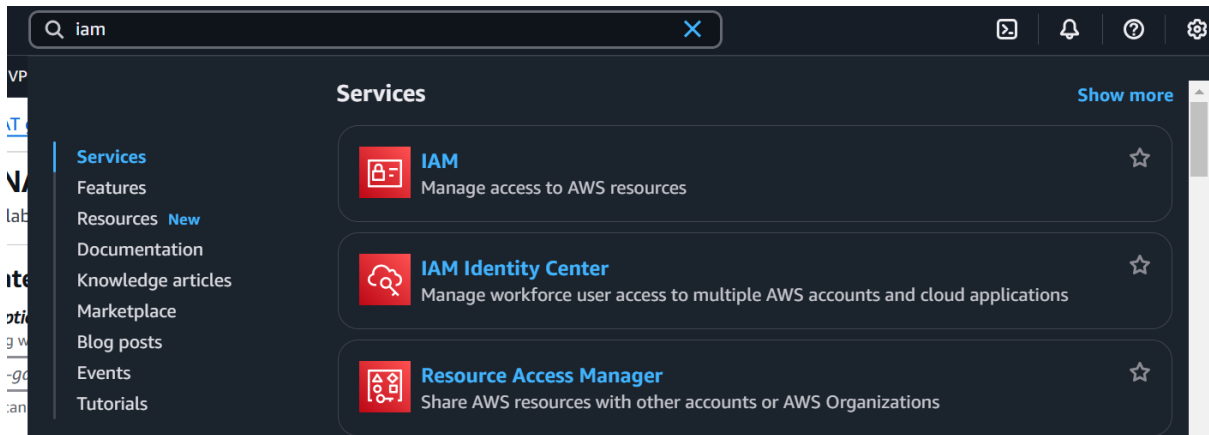 iam
VP
Services
Show more
Services
Features
Resources New
Documentation
Knowledge articles
Marketplace
Blog posts
Events
Tutorials
IAM
Manage access to AWS resources
IAM Identity Center
Manage workforce user access to multiple AWS accounts and cloud applications
Resource Access Manager
Share AWS resources with other accounts or AWS Organizations